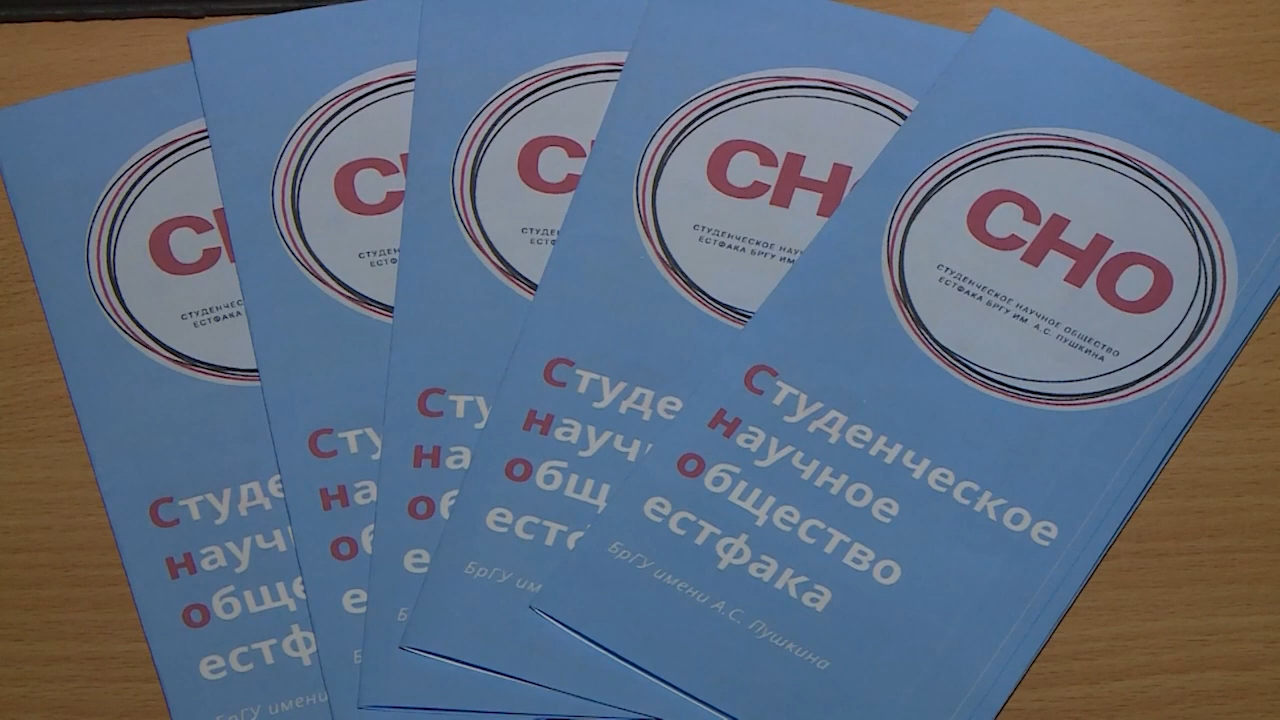 СНО
СТУДЕНЧЕСКОЕ НАУЧНОЕ ОБЩЕСТВО
ЕСТФАКА БРГУ ИМ. А.С. ПУШКИНА
Студенческое
научное
общество
естфака
БрГУ имени А.С. Пушкина